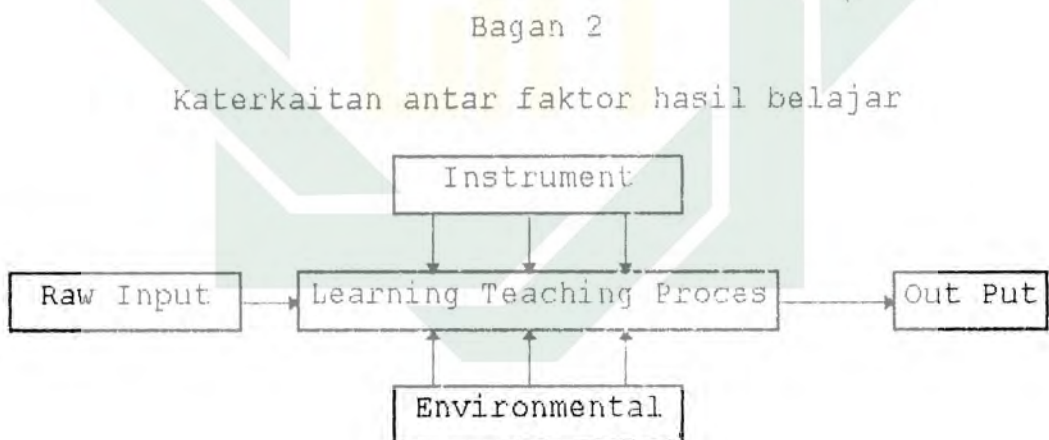 Bagan 2
Katerkaitan antar faktor hasil belajar
Instrument
Raw Input
Learning Teaching Proces
Out Put
Environmental